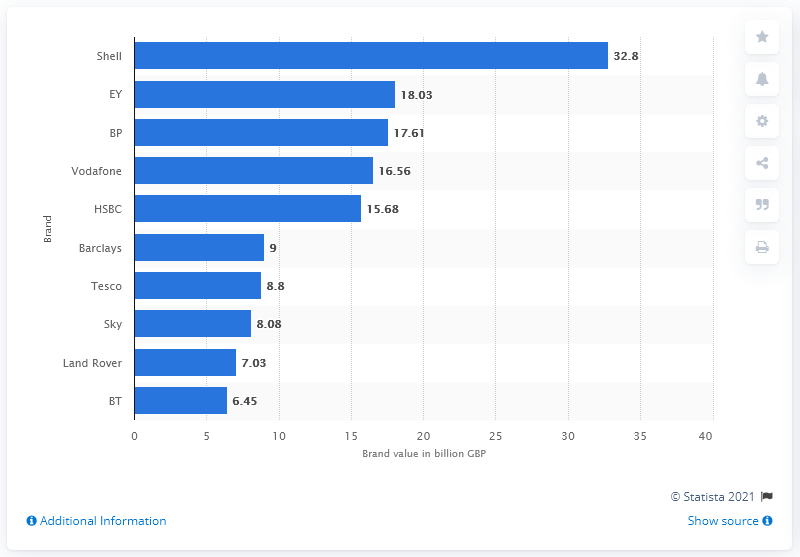 Shell 32.8
EY 18.03
BP 17.61
Vodafone 16.56
HSBC 15.68
Brand
Barclays 9
Tesco 8.8
Sky 8.08
Land Rover 7.03
BT 6.45
0 5 10 15 20 25 30 35 40
Brand value in billion GBP
© Statista 2021
Additional Information
Show source